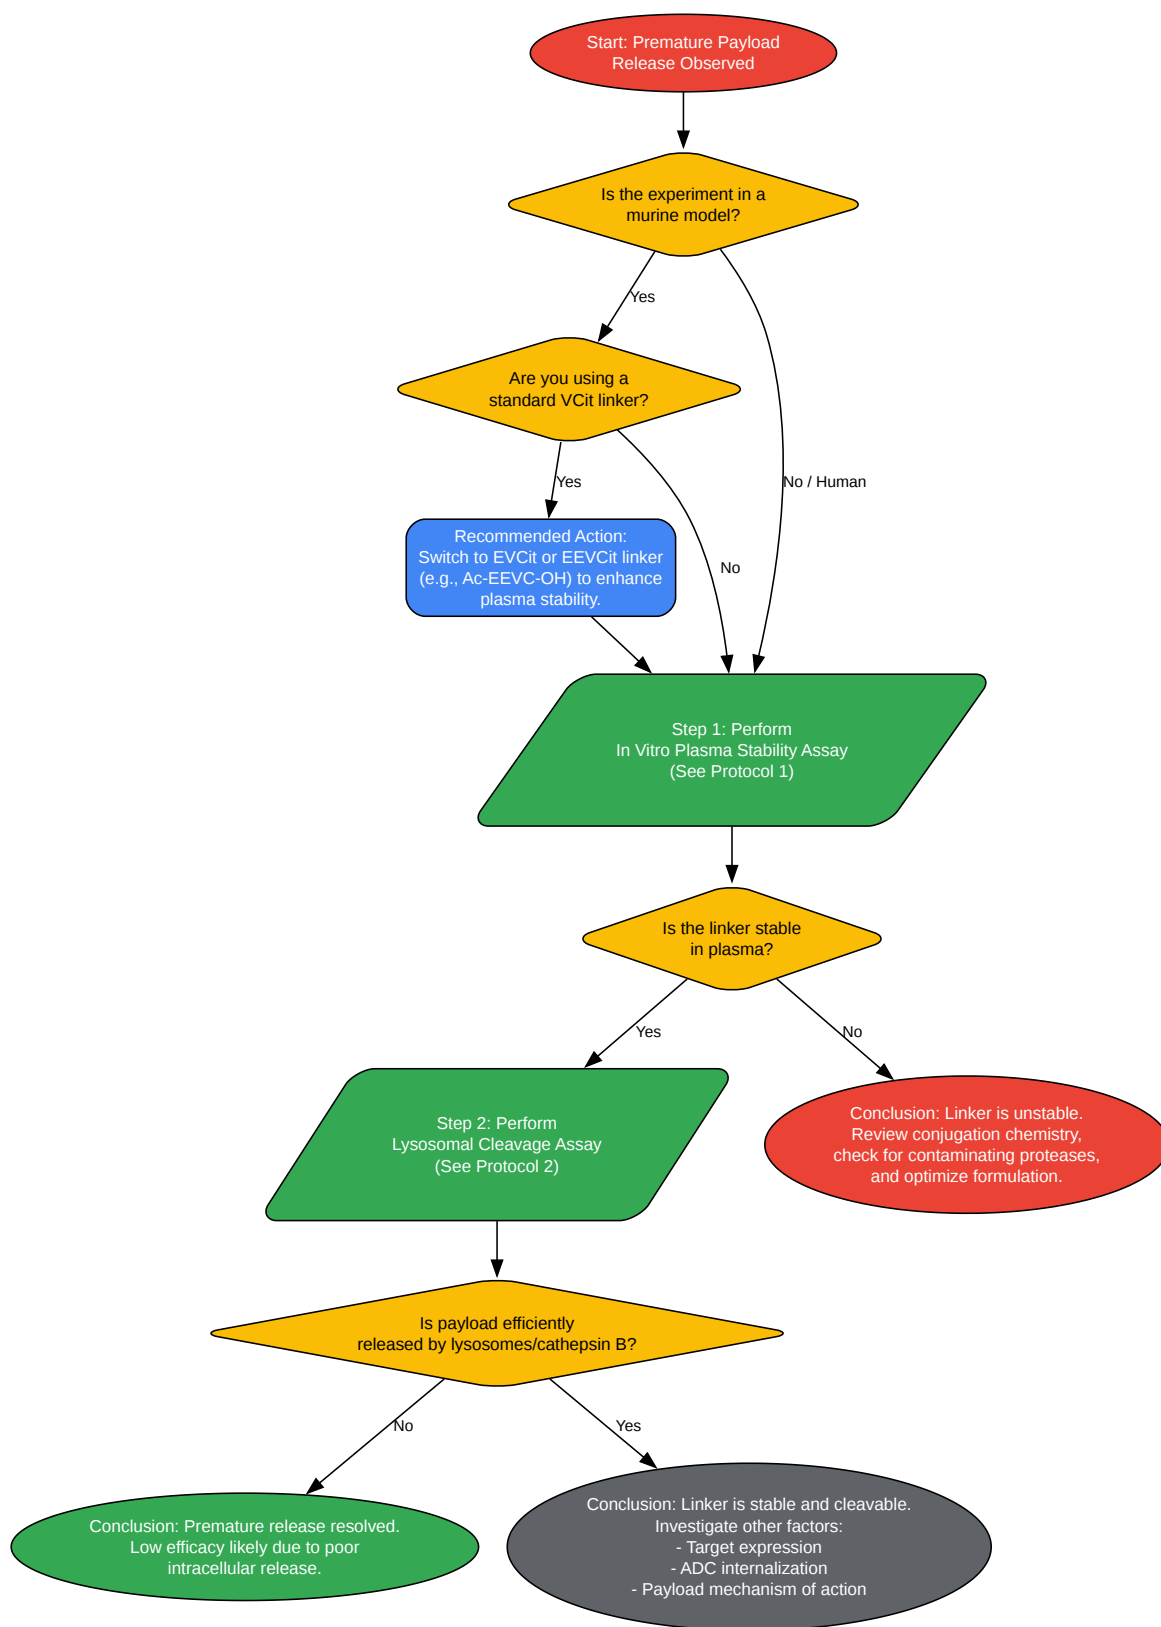 Start: Premature Payload
Release Observed
Is the experiment in a
murine model?
Yes
Are you using a
standard VCit linker?
Yes
No / Human
Recommended Action:
Switch to EVCit or EEVCit linker
(e.g., Ac-EEVC-OH) to enhance
plasma stability.
No
Step 1: Perform
In Vitro Plasma Stability Assay
(See Protocol 1)
Is the linker stable
in plasma?
Yes
No
Step 2: Perform
Lysosomal Cleavage Assay
(See Protocol 2)
Conclusion: Linker is unstable.
Review conjugation chemistry,
check for contaminating proteases,
and optimize formulation.
Is payload efficiently
released by lysosomes/cathepsin B?
No
Yes
Conclusion: Premature release resolved.
Low efficacy likely due to poor
intracellular release.
Conclusion: Linker is stable and cleavable.
Investigate other factors:
- Target expression
- ADC internalization
- Payload mechanism of action